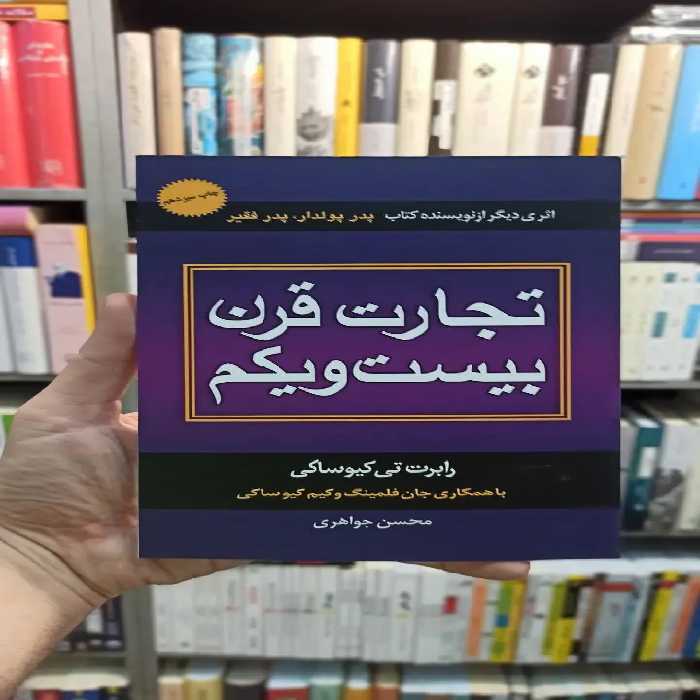 چاپ سیزدهم
اثری دیگر از نویسنده کتاب پدر پولدار، پدر فقیر
تجارت قرن
بیست و یکم
رابرت تی کیوساکی
با همکاری جان فلمینگ و کیم کیوساکی
محسن جواهری